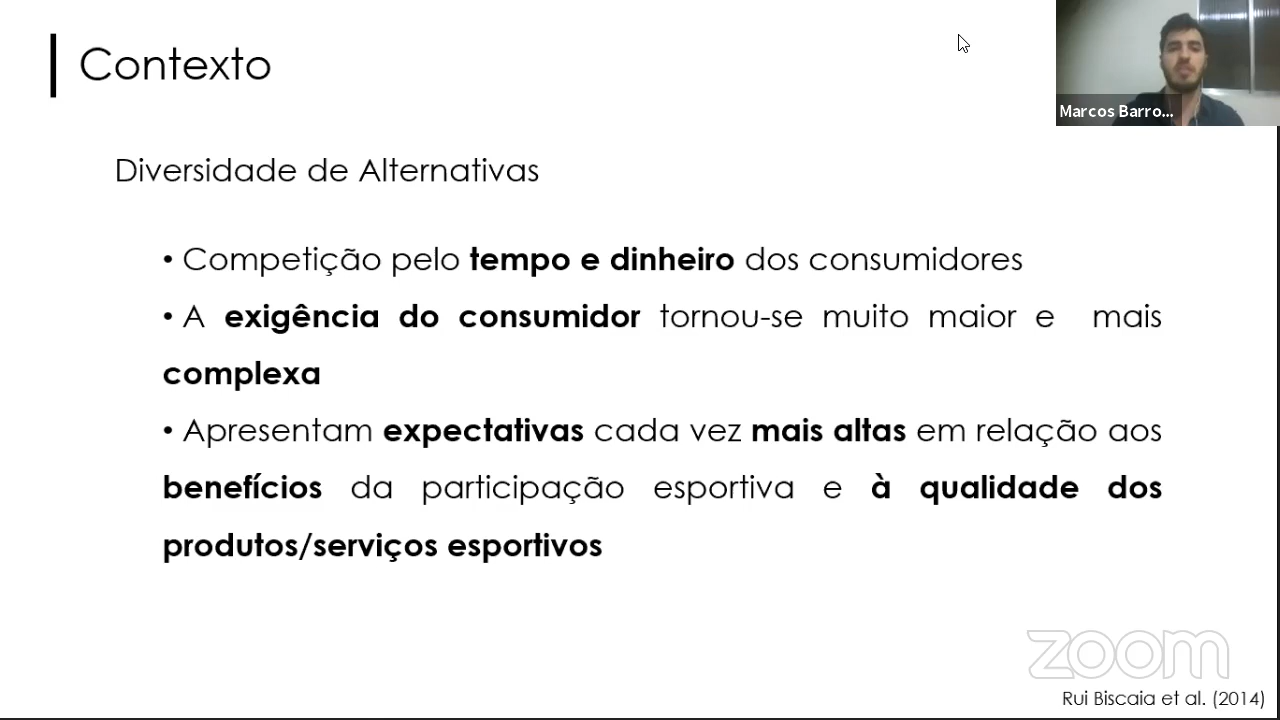 Contexto
Marcos Barro...
Diversidade de Alternativas
• Competição pelo tempo e dinheiro dos consumidores
• A exigência do consumidor tornou-se muito maior e mais
complexa
• Apresentam expectativas cada vez mais altas em relação aos
benefícios da participação esportiva e à qualidade dos
produtos/serviços esportivos
zoom
Rui Biscaia et al. (2014)